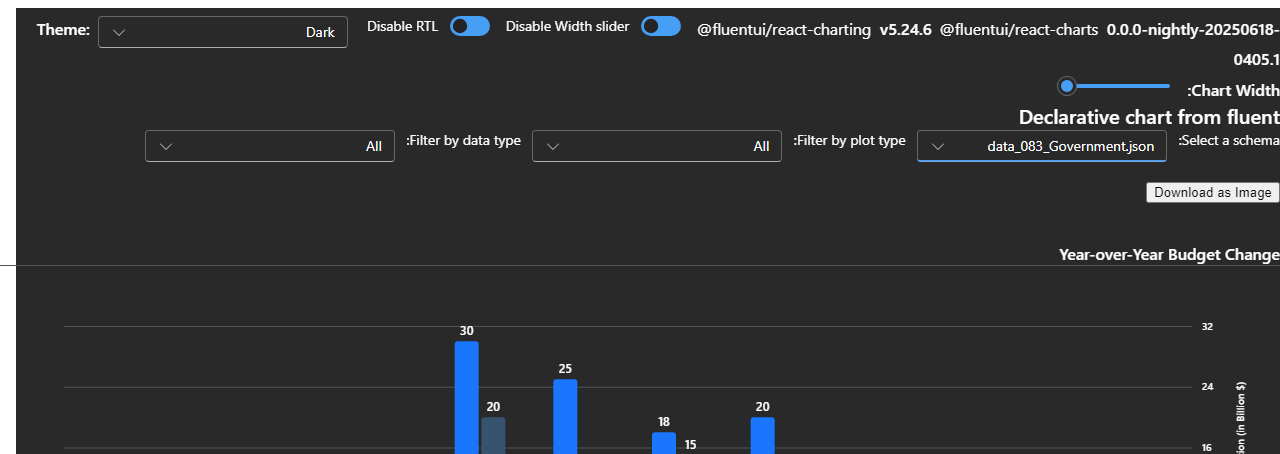 Theme:
Dark
Disable RTL
Disable Width slider
@fluentui/react-charting v5.24.6 @fluentui/react-charts 0.0.0-nightly-20250618-
0405.1
:Chart Width
Declarative chart from fluent
:Select a schema
data_083_Government.json
:Filter by plot type
All
:Filter by data type
All
Download as Image
Year-over-Year Budget Change
32
30
25
24
20
20
18
15
16
(in Billion $)